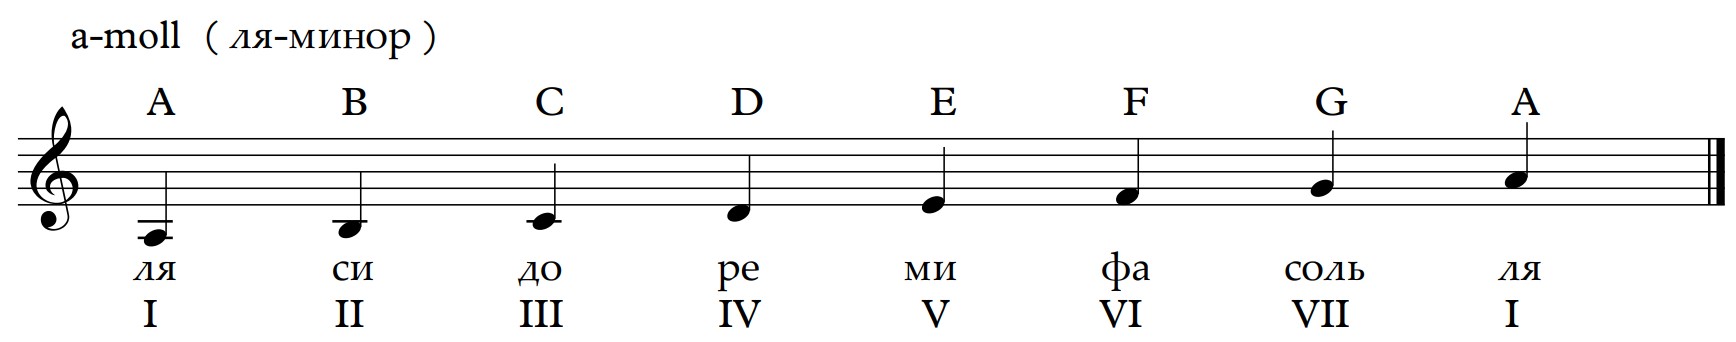 a-moll ( ля-минор )
A B C D E F G A
ля си до ре ми фа соль ля
I II III IV V VI VII I